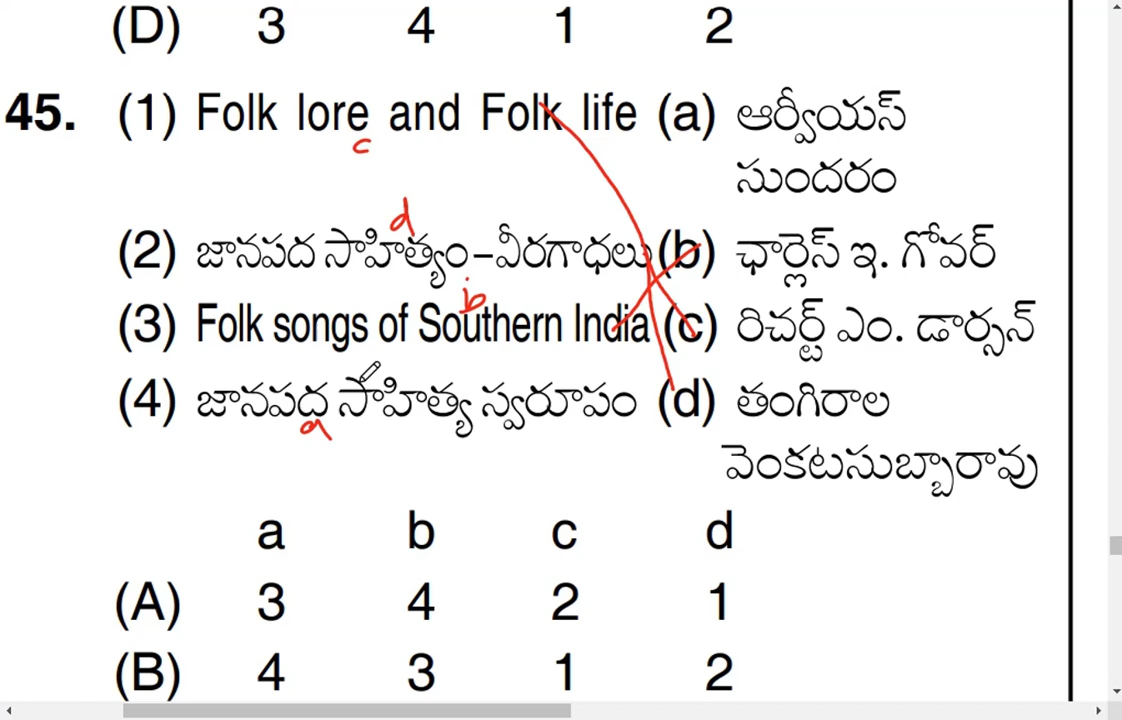 (D) 3 4 1 2
45. (1) Folk lore and Folk life (a) ఆర్వీయస్
c
సుందరం
d
(2) జానపద సాహిత్యం-వీరగాధలు (b) ఛార్లెస్ ఇ. గోవర్
b
(3) Folk songs of Southern India (c) రిచర్డ్ ఎం. డార్సన్
(4) జానపద సాహిత్య స్వరూపం (d) తంగిరాల
a
వెంకటసుబ్బారావు
a b c d
(A) 3 4 2 1
(B) 4 3 1 2